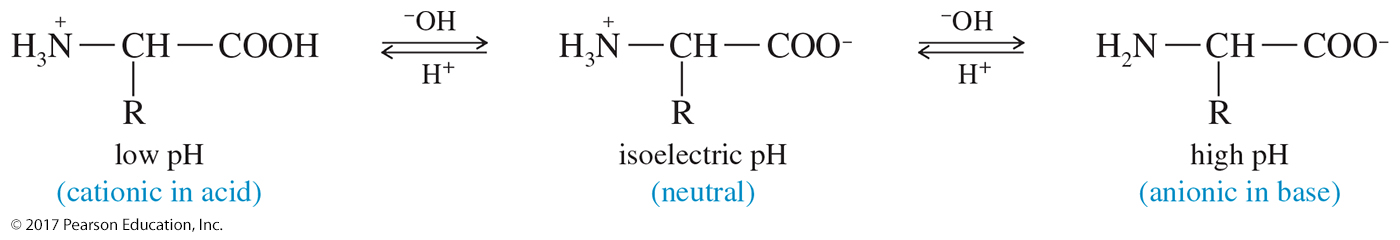 ⁻OH ⁻OH
H₃N⁺—CH—COOH H₃N⁺—CH—COO⁻ H₂N—CH—COO⁻
H⁺ H⁺
R R R
low pH isoelectric pH high pH
(cationic in acid) (neutral) (anionic in base)
© 2017 Pearson Education, Inc.